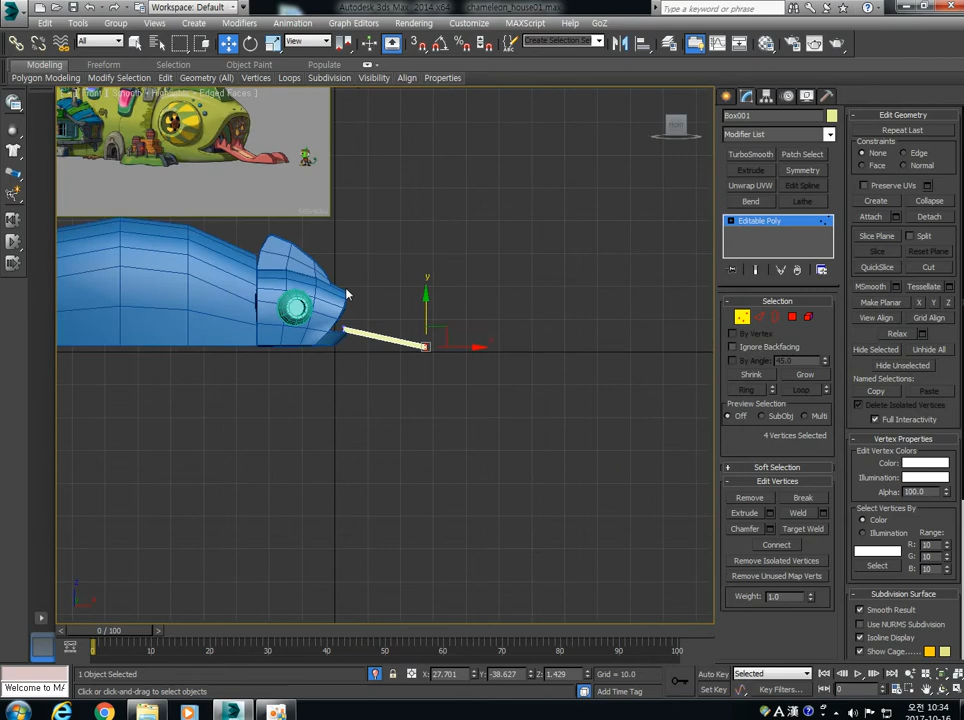 Workspace: Default
Autodesk 3ds Max 2014 x64
chameleon_house01.max
Type a keyword or phrase
Edit Tools Group Views Create Modifiers Animation Graph Editors Rendering Customize MAXScript Help GoZ
All View Create Selection Se
Modeling Freeform Selection Object Paint Populate
Polygon Modeling Modify Selection Edit Geometry (All) Vertices Loops Subdivision Visibility Align Properties
Smooth + Highlights + Edged Faces ]
FRONT
y
Box001
Modifier List
TurboSmooth Patch Select
Extrude Symmetry
Unwrap UVW Edit Spline
Bend Lathe
Editable Poly
Selection
By Vertex
Ignore Backfacing
By Angle: 45.0
Shrink Grow
Ring Loop
Preview Selection
Off SubObj Multi
4 Vertices Selected
Soft Selection
Edit Vertices
Remove Break
Extrude Weld
Chamfer Target Weld
Connect
Remove Isolated Vertices
Remove Unused Map Verts
Weight: 1.0
Edit Geometry
Repeat Last
Constraints
None Edge
Face Normal
Preserve UVs
Create Collapse
Attach Detach
Slice Plane Split
Slice Reset Plane
QuickSlice Cut
MSmooth Tessellate
Make Planar X Y Z
View Align Grid Align
Relax
Hide Selected Unhide All
Hide Unselected
Named Selections:
Copy Paste
Delete Isolated Vertices
Full Interactivity
Vertex Properties
Edit Vertex Colors
Color:
Illumination:
Alpha: 100.0
Select Vertices By
Color
Illumination
Range:
R: 10
G: 10
B: 10
Select
Subdivision Surface
Smooth Result
Use NURMS Subdivision
Isoline Display
Show Cage......
0 / 100
0 10 20 30 40 50 60 70 80 90 100
1 Object Selected
X: 27.701 Y: -38.627 Z: 1.429 Grid = 10.0
Auto Key Selected
Welcome to MA
Click or click-and-drag to select objects
Add Time Tag
Set Key Key Filters...
0
A 漢
오전 10:34
2017-10-16